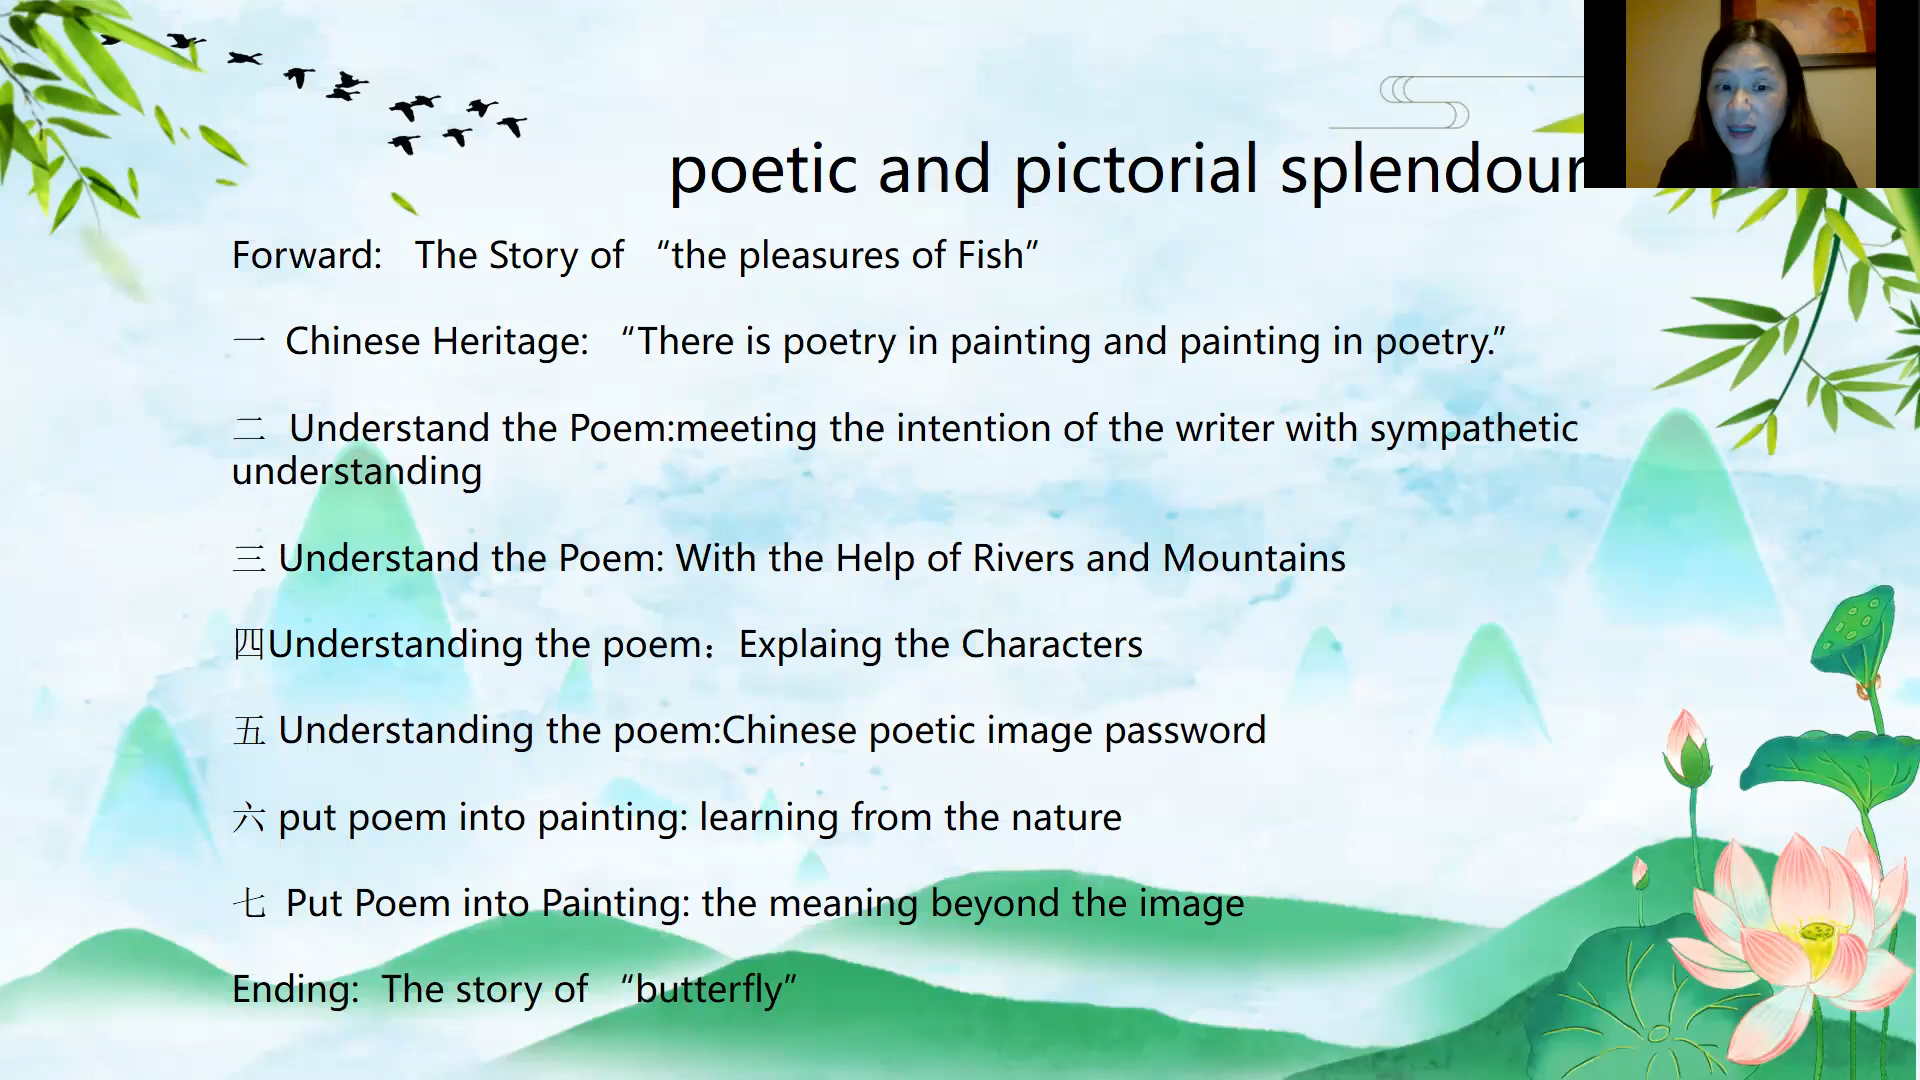 poetic and pictorial splendour
Forward: The Story of “the pleasures of Fish”
一 Chinese Heritage: “There is poetry in painting and painting in poetry.”
二 Understand the Poem:meeting the intention of the writer with sympathetic
understanding
三 Understand the Poem: With the Help of Rivers and Mountains
四Understanding the poem：Explaing the Characters
五 Understanding the poem:Chinese poetic image password
六 put poem into painting: learning from the nature
七 Put Poem into Painting: the meaning beyond the image
Ending: The story of “butterfly”